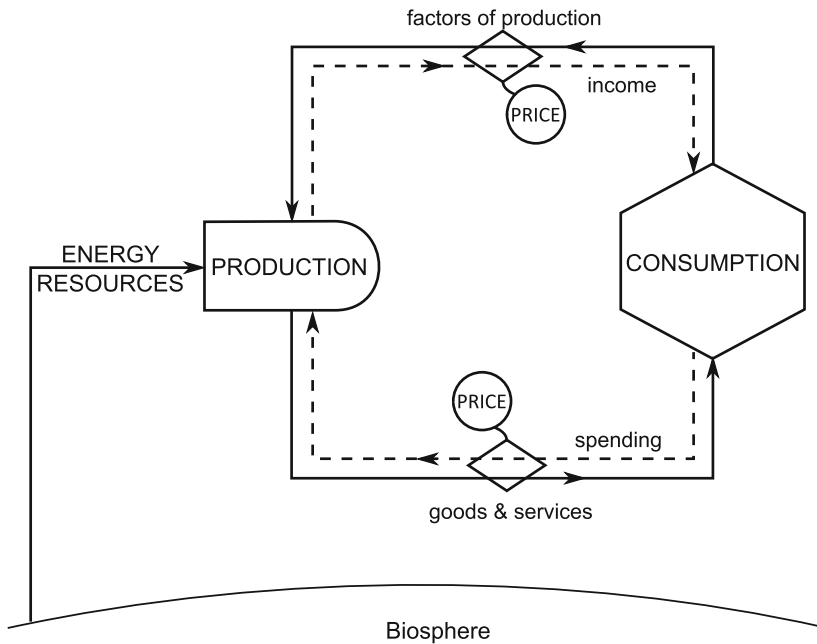 factors of production
income
PRICE
ENERGY
RESOURCES
PRODUCTION
CONSUMPTION
PRICE
spending
goods & services
Biosphere